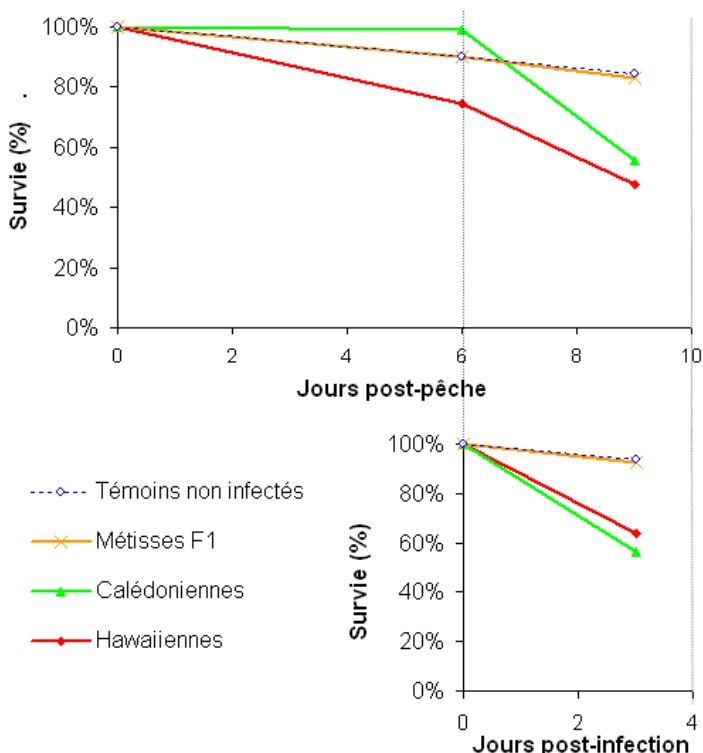 100%
80%
60%
40%
20%
0%
Survie (%) .
0 2 4 6 8 10
Jours post-pêche
Témoins non infectés
Métisses F1
Calédoniennes
Hawaiiennes
100%
80%
60%
40%
20%
0%
Survie (%)
0 2 4
Jours post-infection